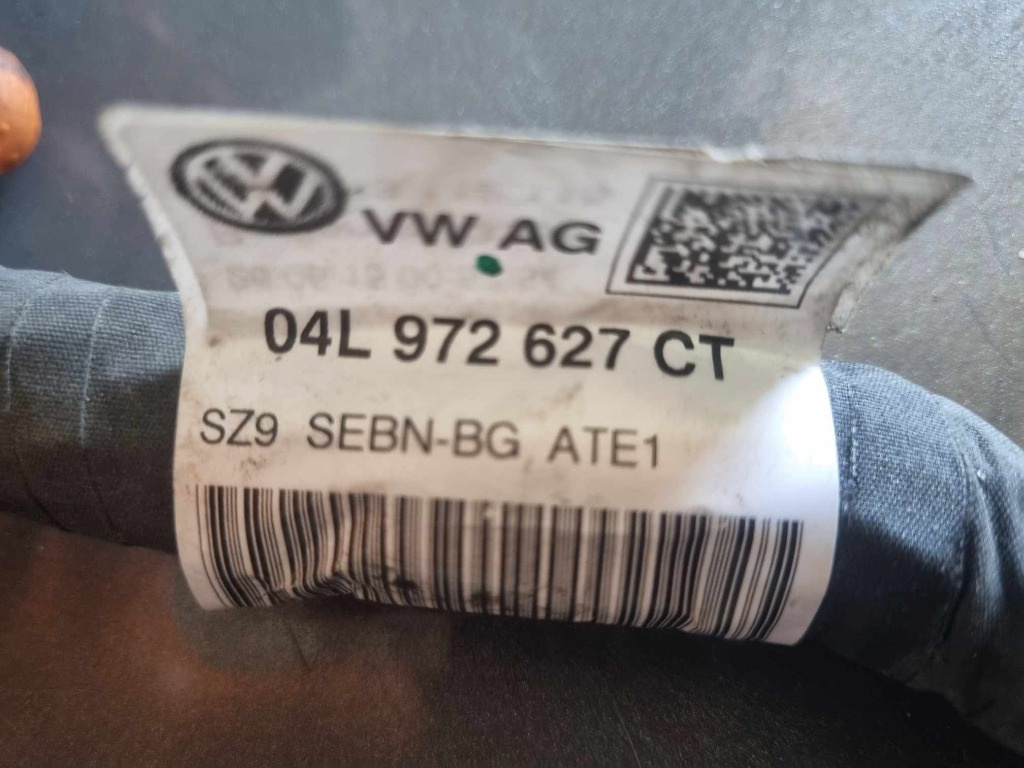 VW AG
04L 972 627 CT
SZ9 SEBN-BG ATE1